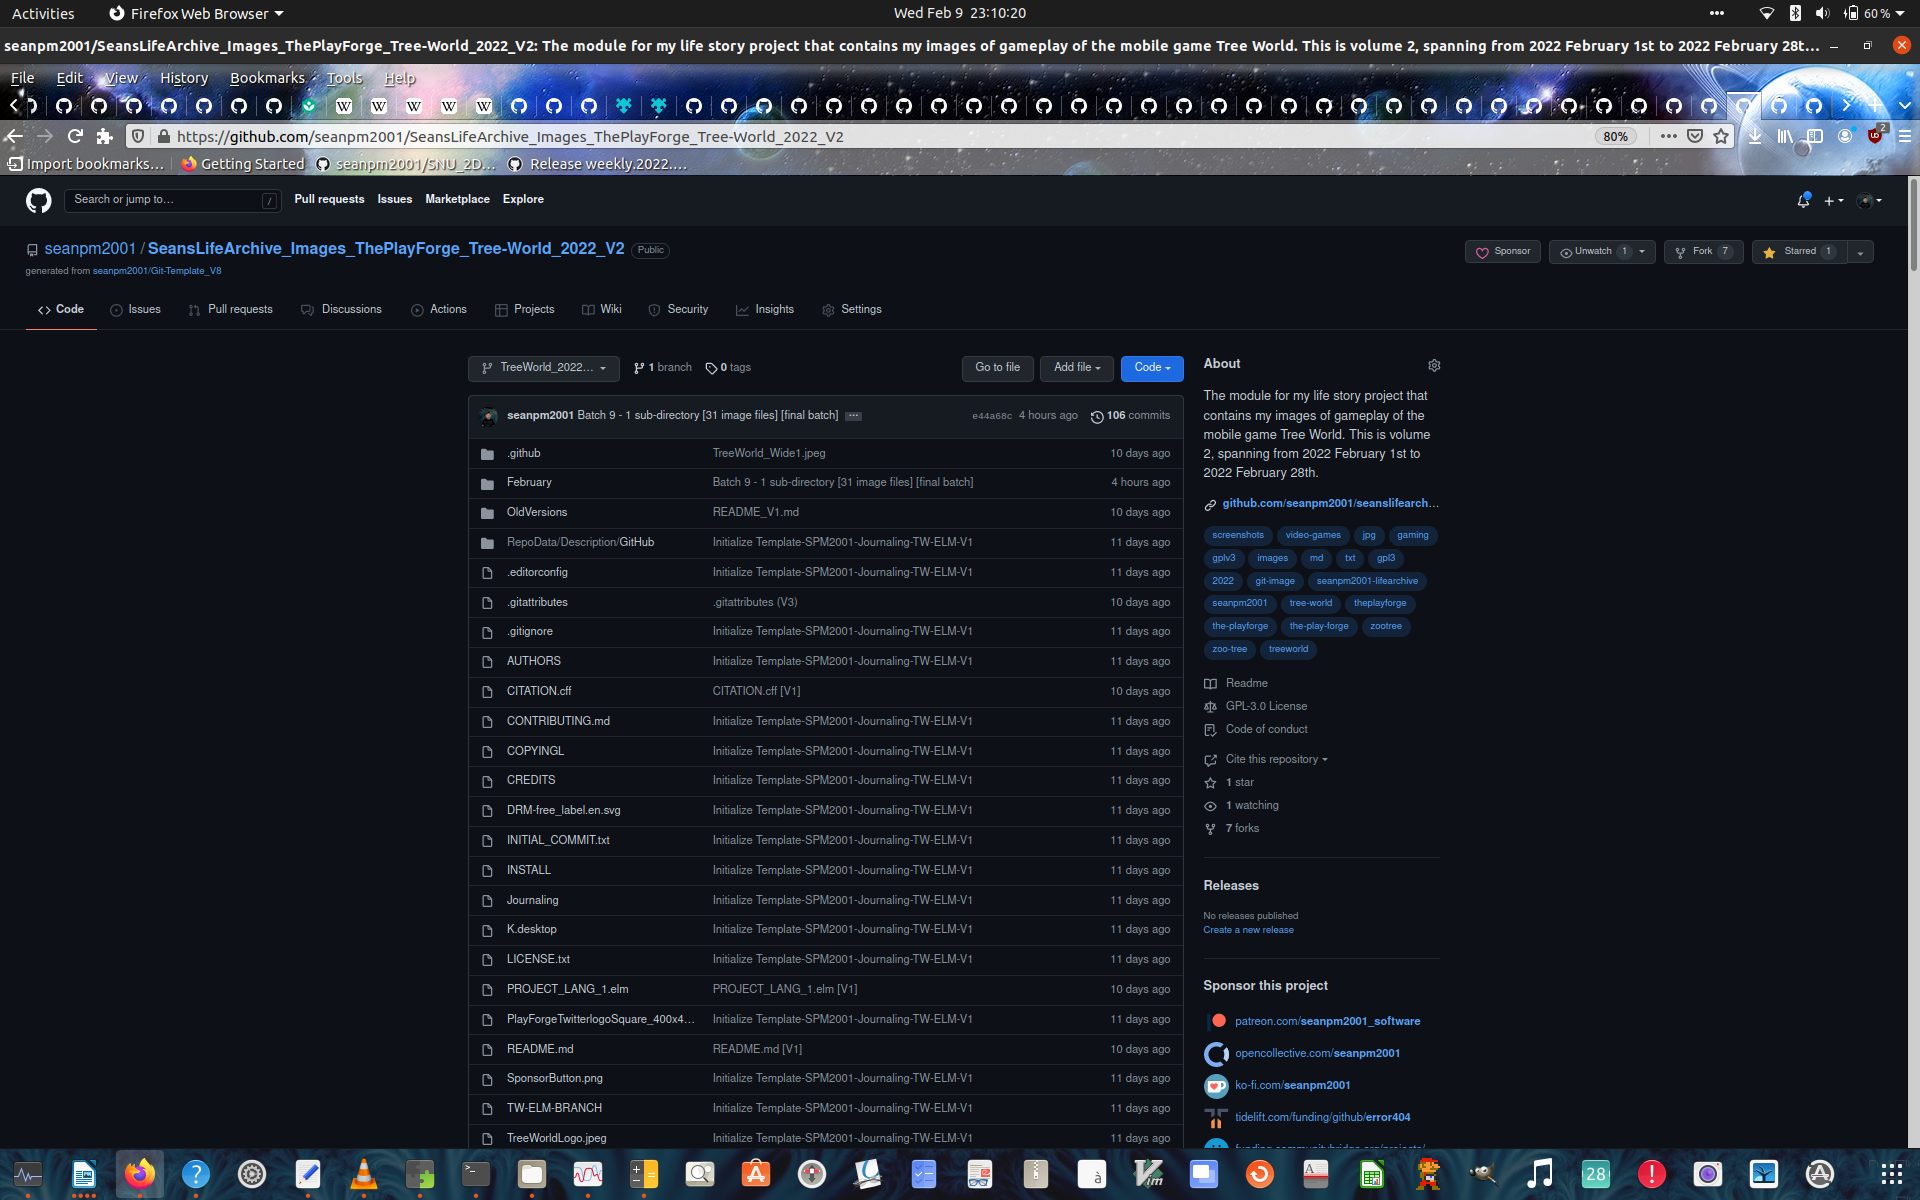 Activities Firefox Web Browser Wed Feb 9 23:10:20 60 %
seanpm2001/SeansLifeArchive_Images_ThePlayForge_Tree-World_2022_V2: The module for my life story project that contains my images of gameplay of the mobile game Tree World. This is volume 2, spanning from 2022 February 1st to 2022 February 28t...
File Edit View History Bookmarks Tools Help
https://github.com/seanpm2001/SeansLifeArchive_Images_ThePlayForge_Tree-World_2022_V2 80% 2
Import bookmarks... Getting Started seanpm2001/SNU_2D... Release weekly.2022....
Search or jump to... / Pull requests Issues Marketplace Explore
seanpm2001 / SeansLifeArchive_Images_ThePlayForge_Tree-World_2022_V2 Public Sponsor Unwatch 1 Fork 7 Starred 1
generated from seanpm2001/Git-Template_V8
Code Issues Pull requests Discussions Actions Projects Wiki Security Insights Settings
TreeWorld_2022... 1 branch 0 tags Go to file Add file Code
seanpm2001 Batch 9 - 1 sub-directory [31 image files] [final batch] ... e44a68c 4 hours ago 106 commits
.github TreeWorld_Wide1.jpeg 10 days ago
February Batch 9 - 1 sub-directory [31 image files] [final batch] 4 hours ago
OldVersions README_V1.md 10 days ago
RepoData/Description/GitHub Initialize Template-SPM2001-Journaling-TW-ELM-V1 11 days ago
.editorconfig Initialize Template-SPM2001-Journaling-TW-ELM-V1 11 days ago
.gitattributes .gitattributes (V3) 10 days ago
.gitignore Initialize Template-SPM2001-Journaling-TW-ELM-V1 11 days ago
AUTHORS Initialize Template-SPM2001-Journaling-TW-ELM-V1 11 days ago
CITATION.cff CITATION.cff [V1] 10 days ago
CONTRIBUTING.md Initialize Template-SPM2001-Journaling-TW-ELM-V1 11 days ago
COPYINGL Initialize Template-SPM2001-Journaling-TW-ELM-V1 11 days ago
CREDITS Initialize Template-SPM2001-Journaling-TW-ELM-V1 11 days ago
DRM-free_label.en.svg Initialize Template-SPM2001-Journaling-TW-ELM-V1 11 days ago
INITIAL_COMMIT.txt Initialize Template-SPM2001-Journaling-TW-ELM-V1 11 days ago
INSTALL Initialize Template-SPM2001-Journaling-TW-ELM-V1 11 days ago
Journaling Initialize Template-SPM2001-Journaling-TW-ELM-V1 11 days ago
K.desktop Initialize Template-SPM2001-Journaling-TW-ELM-V1 11 days ago
LICENSE.txt Initialize Template-SPM2001-Journaling-TW-ELM-V1 11 days ago
PROJECT_LANG_1.elm PROJECT_LANG_1.elm [V1] 10 days ago
PlayForgeTwitterlogoSquare_400x4... Initialize Template-SPM2001-Journaling-TW-ELM-V1 11 days ago
README.md README.md [V1] 10 days ago
SponsorButton.png Initialize Template-SPM2001-Journaling-TW-ELM-V1 11 days ago
TW-ELM-BRANCH Initialize Template-SPM2001-Journaling-TW-ELM-V1 11 days ago
TreeWorldLogo.jpeg Initialize Template-SPM2001-Journaling-TW-ELM-V1 11 days ago
About
The module for my life story project that
contains my images of gameplay of the
mobile game Tree World. This is volume
2, spanning from 2022 February 1st to
2022 February 28th.
github.com/seanpm2001/seanslifearch...
screenshots video-games jpg gaming
gplv3 images md txt gpl3
2022 git-image seanpm2001-lifearchive
seanpm2001 tree-world theplayforge
the-playforge the-play-forge zootree
zoo-tree treeworld
Readme
GPL-3.0 License
Code of conduct
Cite this repository
1 star
1 watching
7 forks
Releases
No releases published
Create a new release
Sponsor this project
patreon.com/seanpm2001_software
opencollective.com/seanpm2001
ko-fi.com/seanpm2001
tidelift.com/funding/github/error404
28